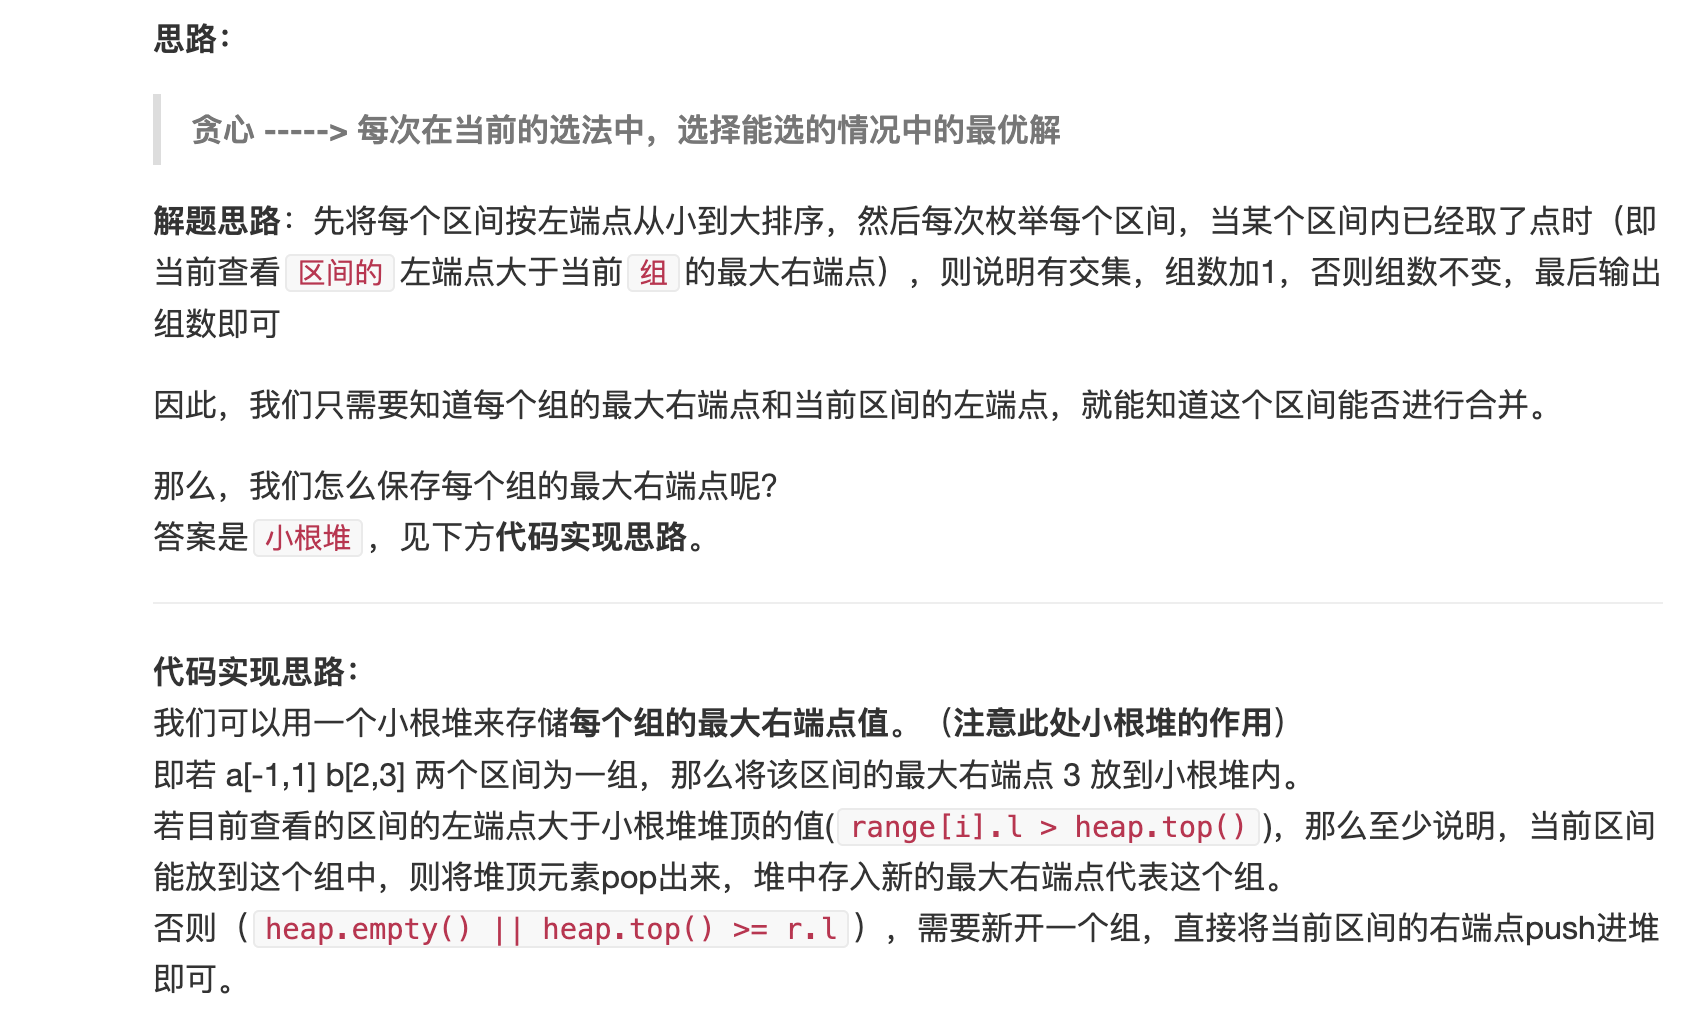 思路：
贪心 -----> 每次在当前的选法中，选择能选的情况中的最优解
解题思路：先将每个区间按左端点从小到大排序，然后每次枚举每个区间，当某个区间内已经取了点时（即
当前查看 区间的 左端点大于当前 组 的最大右端点），则说明有交集，组数加1，否则组数不变，最后输出
组数即可
因此，我们只需要知道每个组的最大右端点和当前区间的左端点，就能知道这个区间能否进行合并。
那么，我们怎么保存每个组的最大右端点呢?
答案是 小根堆 ，见下方代码实现思路。
代码实现思路：
我们可以用一个小根堆来存储每个组的最大右端点值。（注意此处小根堆的作用）
即若 a[-1,1] b[2,3] 两个区间为一组，那么将该区间的最大右端点 3 放到小根堆内。
若目前查看的区间的左端点大于小根堆堆顶的值( range[i].l > heap.top() )，那么至少说明，当前区间
能放到这个组中，则将堆顶元素pop出来，堆中存入新的最大右端点代表这个组。
否则（ heap.empty() || heap.top() >= r.l ），需要新开一个组，直接将当前区间的右端点push进堆
即可。